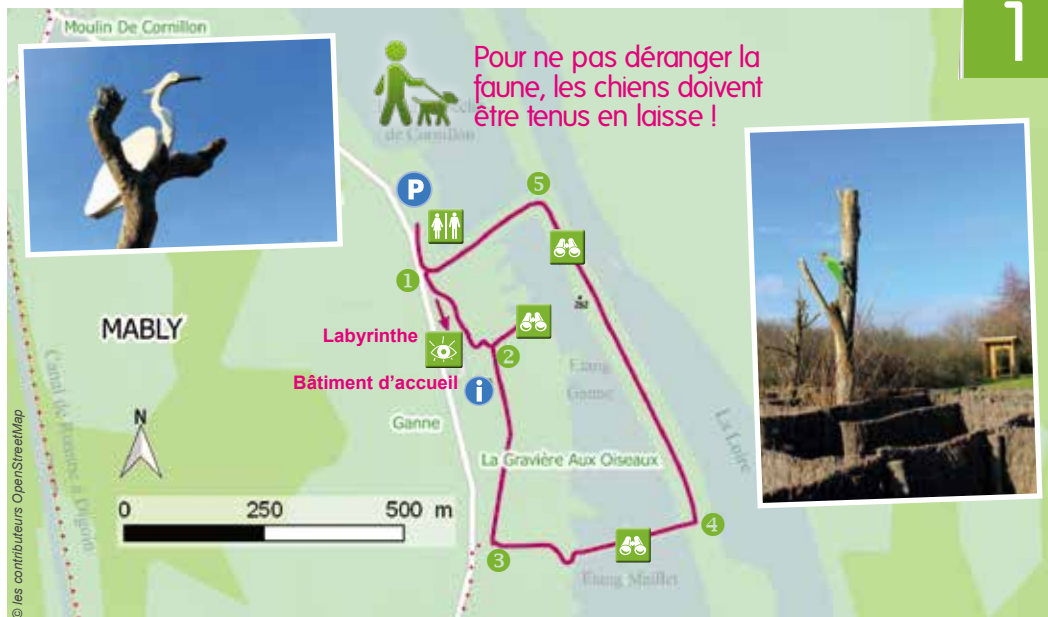 1
Moulin De Cornillon
Pour ne pas déranger la
faune, les chiens doivent
être tenus en laisse !
de Cornillon
P
5
1
MABLY
Labyrinthe
2
Bâtiment d'accueil
i
Etang
Ganne
Ganne
La Loire
Canal de Roanne à Digoin
La Gravière Aux Oiseaux
N
0 250 500 m
3
4
Etang Maillet
© les contributeurs OpenStreetMap